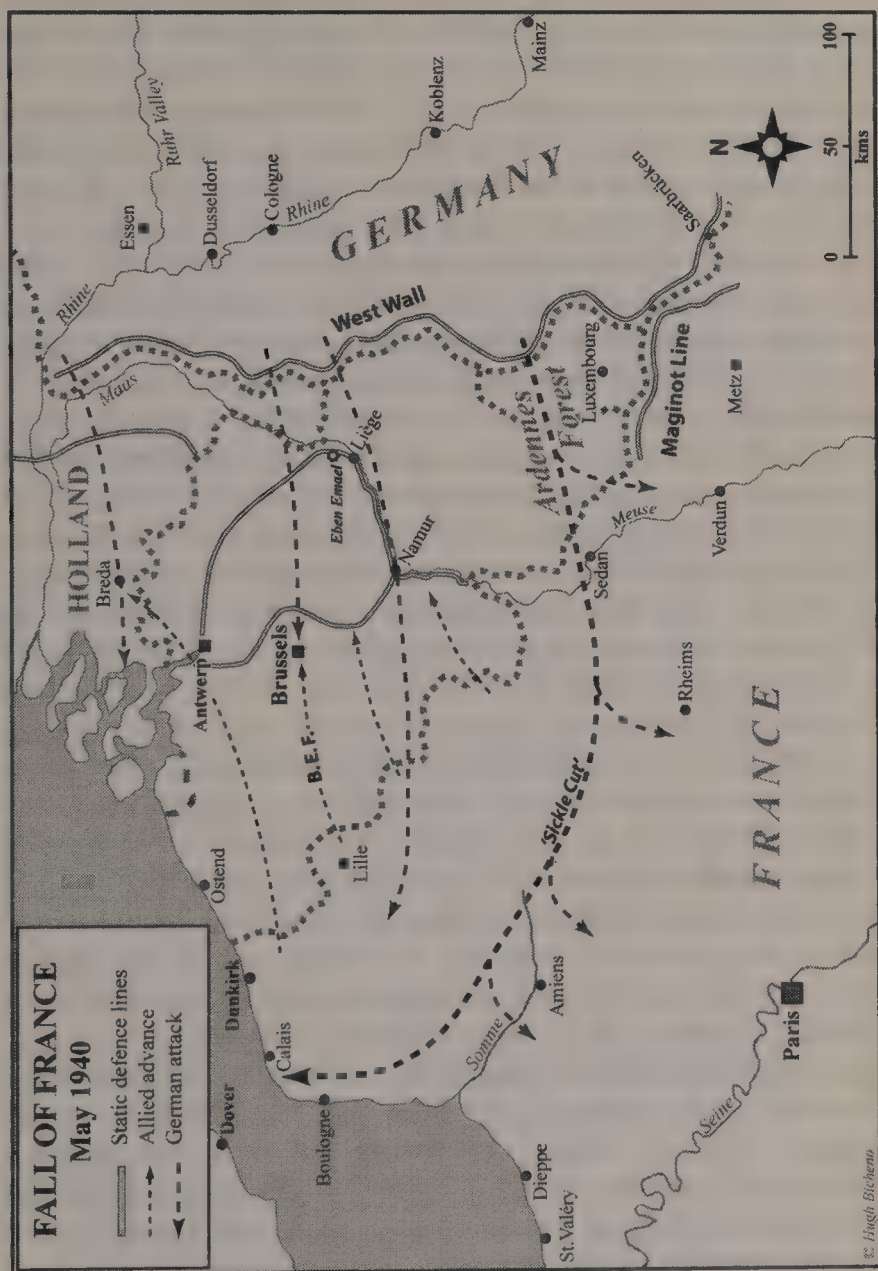 FALL OF FRANCE
May 1940
Static defence lines
Allied advance
German attack
HOLLAND
Rhine
Ruhr Valley
Essen
Dusseldorf
Cologne
Rhine
Koblenz
Mainz
GERMANY
West Wall
Maas
Breda
Antwerp
Brussels
B.E.F.
Eben Emael
Liège
Namur
Ostend
Lille
Dunkirk
Calais
Dover
Boulogne
Ardennes
Forest
Luxembourg
Saarbrücken
Maginot Line
Metz
Meuse
Verdun
Sedan
Rheims
'Sickle Cut'
Somme
Amiens
Dieppe
St. Valéry
FRANCE
Paris
Seine
N
0
50
100
kms
© Hugh Bicheno